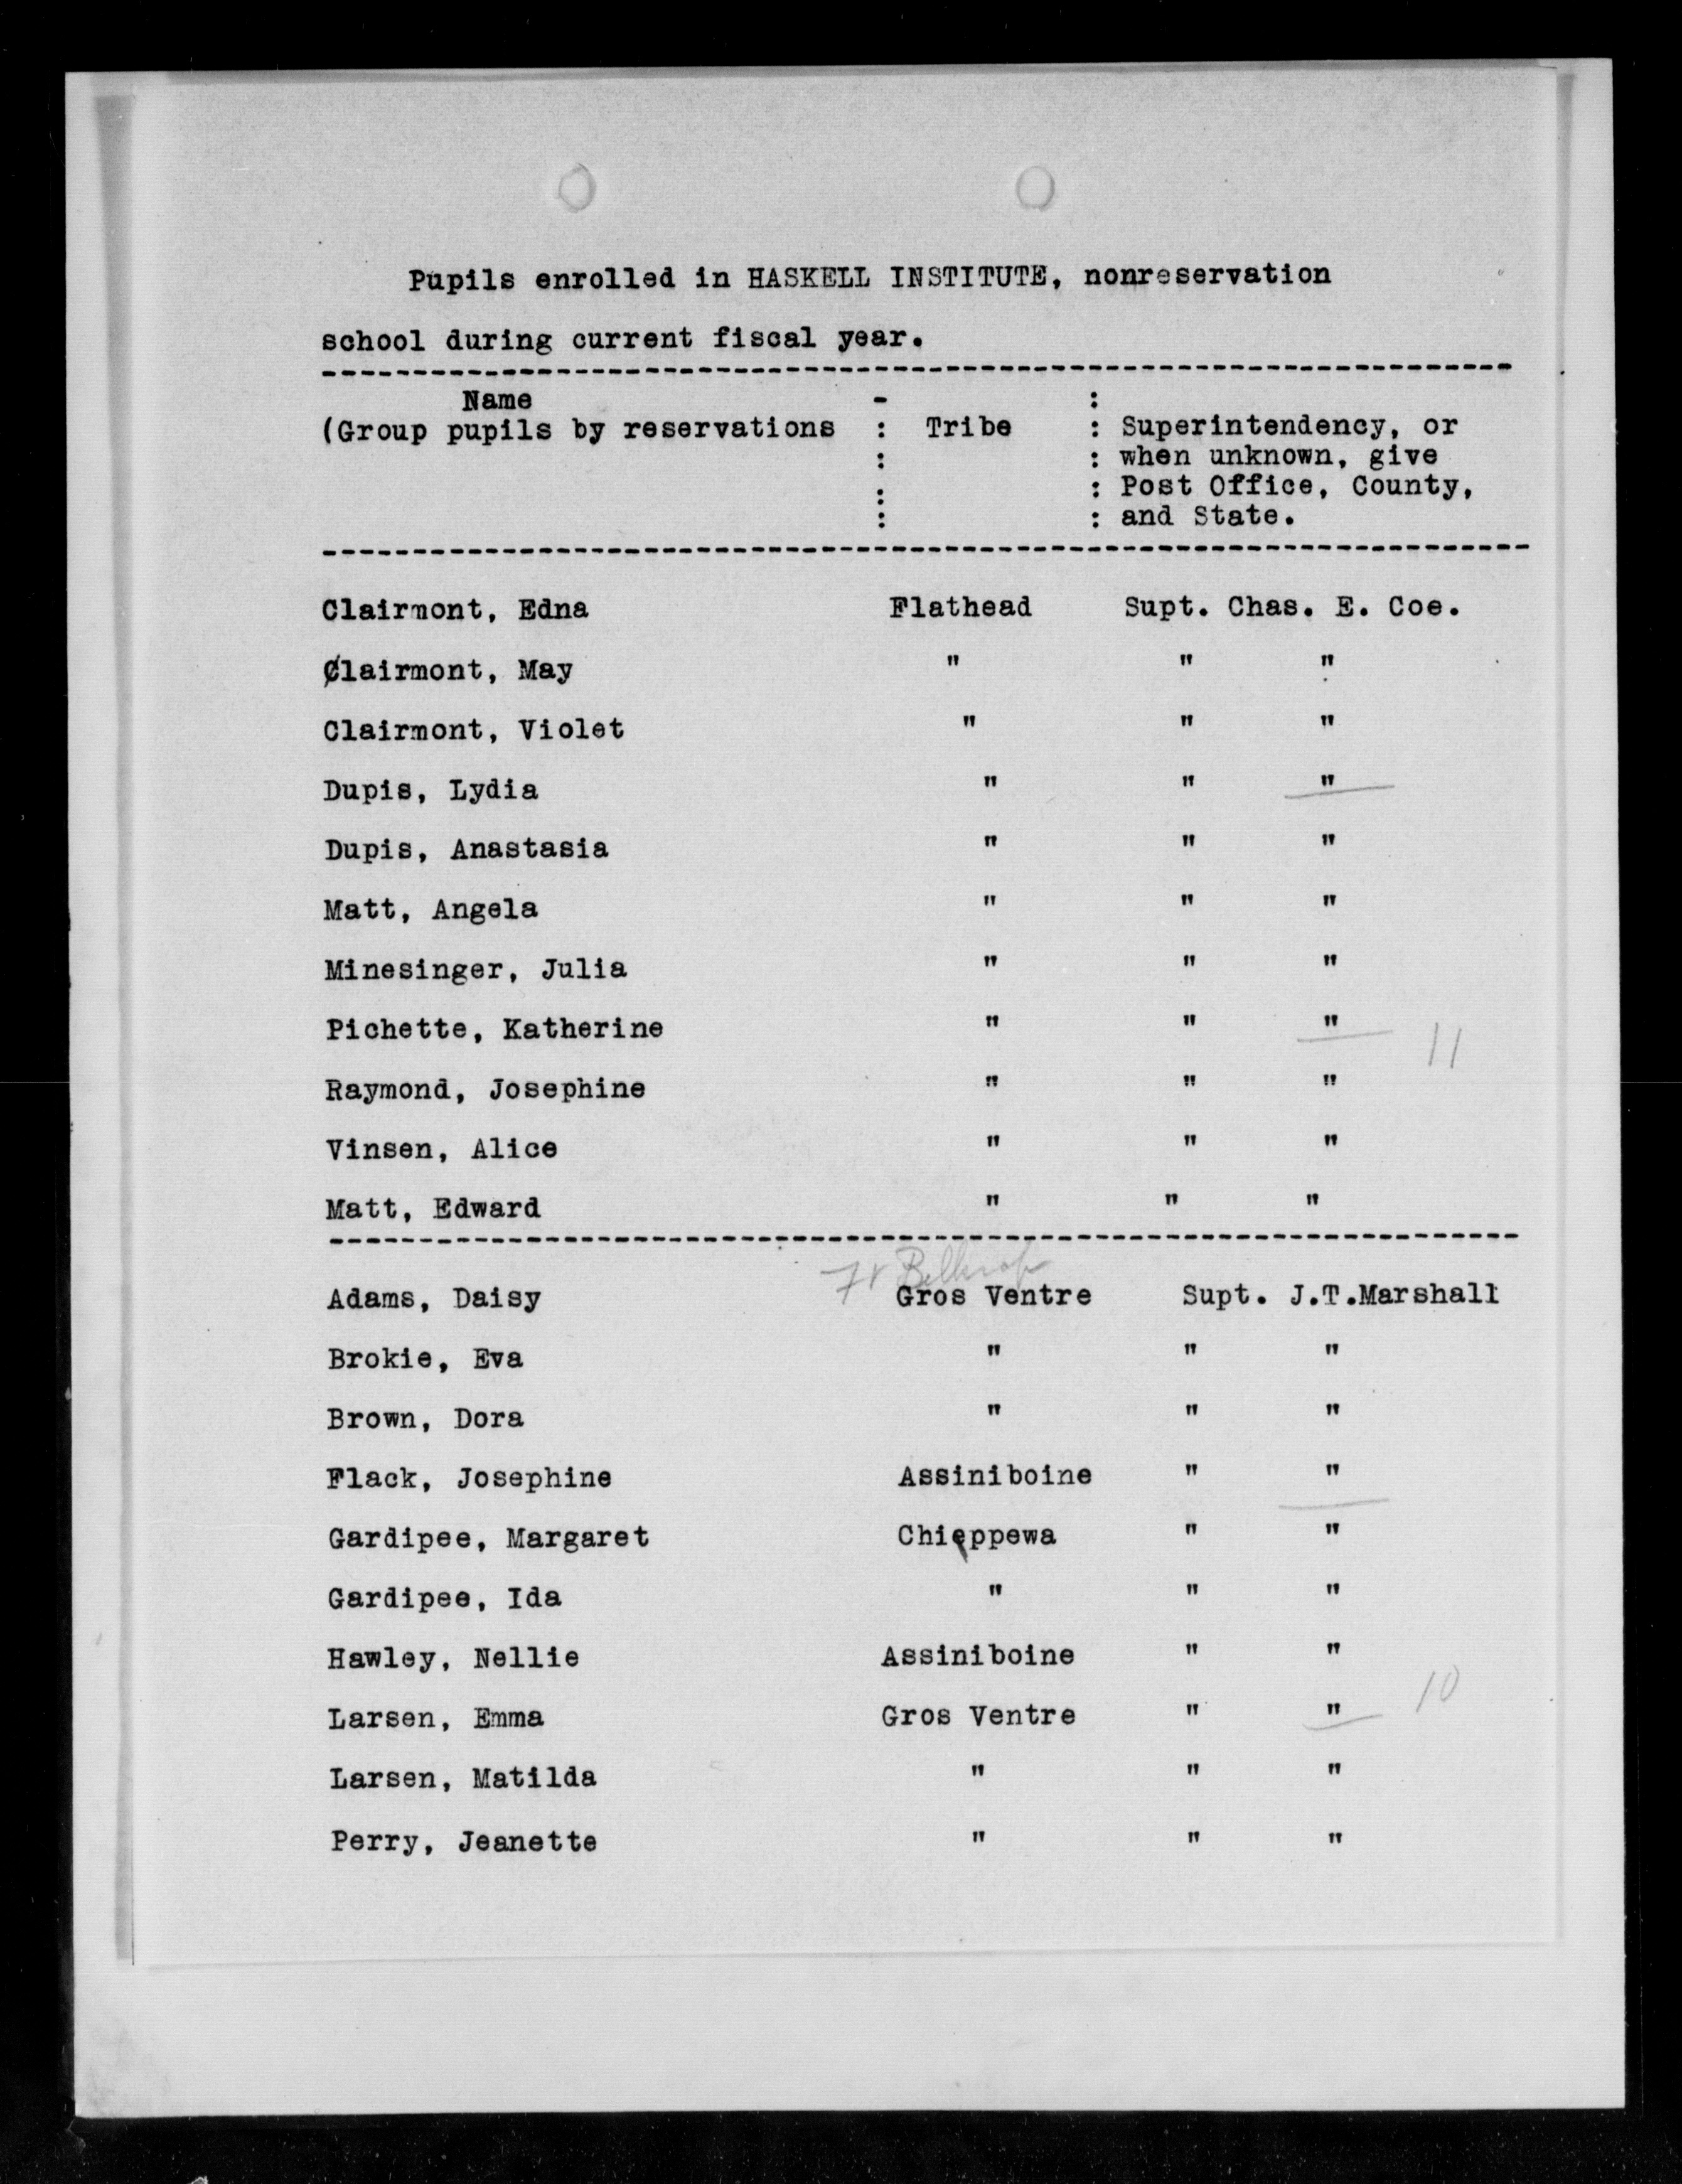 Pupils enrolled in HASKELL INSTITUTE, nonreservation
school during current fiscal year.
Name - :
(Group pupils by reservations : Tribe : Superintendency, or
: : when unknown, give
: : Post Office, County,
: : and State.
Clairmont, Edna Flathead Supt. Chas. E. Coe.
Clairmont, May " " "
Clairmont, Violet " " "
Dupis, Lydia " " "
Dupis, Anastasia " " "
Matt, Angela " " "
Minesinger, Julia " " "
Pichette, Katherine " " "
11
Raymond, Josephine " " "
Vinsen, Alice " " "
Matt, Edward " " "
Ft Belknap
Adams, Daisy Gros Ventre Supt. J.T.Marshall
Brokie, Eva " " "
Brown, Dora " " "
Flack, Josephine Assiniboine " "
Gardipee, Margaret Chieppewa " "
Gardipee, Ida " " "
Hawley, Nellie Assiniboine " "
10
Larsen, Emma Gros Ventre " "
Larsen, Matilda " " "
Perry, Jeanette " " "